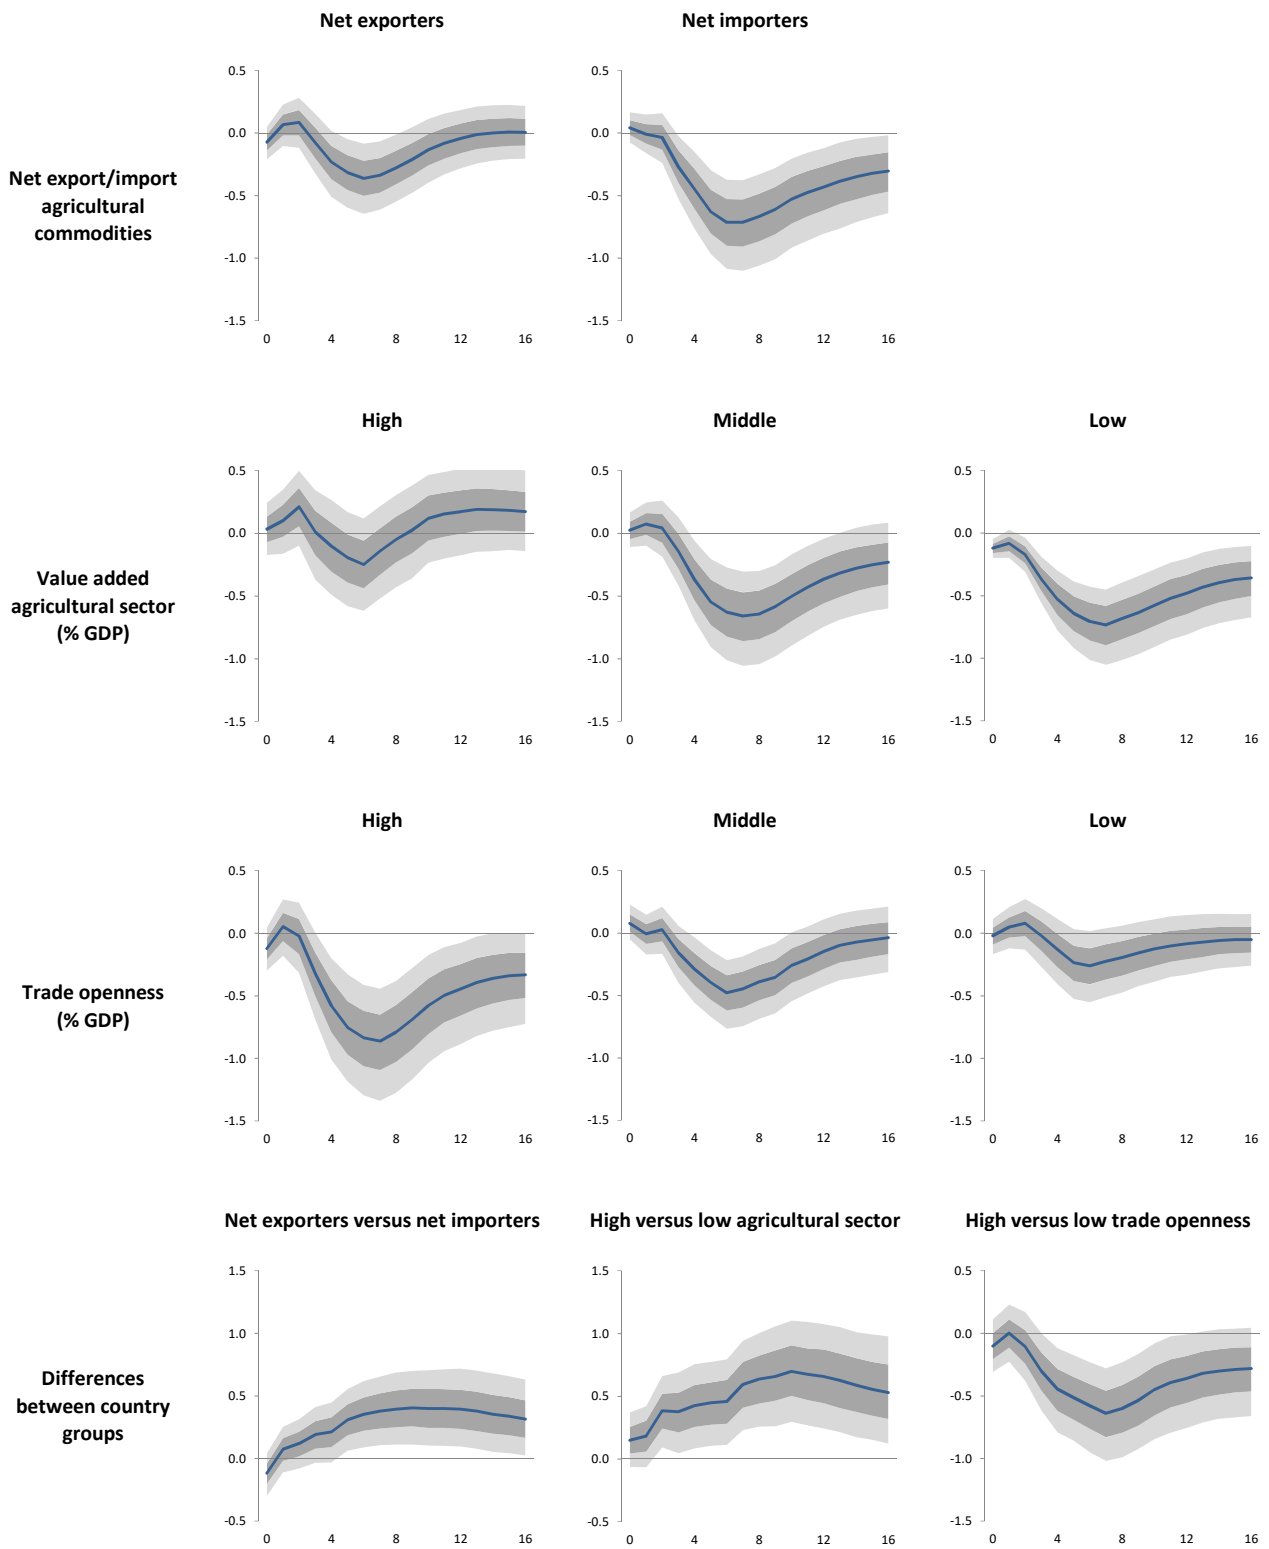 Net exporters
Net importers
Net export/import
agricultural
commodities
0.5
0.0
-0.5
-1.0
-1.5
0 4 8 12 16
0.5
0.0
-0.5
-1.0
-1.5
0 4 8 12 16
High
Middle
Low
Value added
agricultural sector
(% GDP)
0.5
0.0
-0.5
-1.0
-1.5
0 4 8 12 16
0.5
0.0
-0.5
-1.0
-1.5
0 4 8 12 16
0.5
0.0
-0.5
-1.0
-1.5
0 4 8 12 16
High
Middle
Low
Trade openness
(% GDP)
0.5
0.0
-0.5
-1.0
-1.5
0 4 8 12 16
0.5
0.0
-0.5
-1.0
-1.5
0 4 8 12 16
0.5
0.0
-0.5
-1.0
-1.5
0 4 8 12 16
Net exporters versus net importers
High versus low agricultural sector
High versus low trade openness
Differences
between country
groups
1.5
1.0
0.5
0.0
-0.5
0 4 8 12 16
1.5
1.0
0.5
0.0
-0.5
0 4 8 12 16
0.5
0.0
-0.5
-1.0
-1.5
0 4 8 12 16